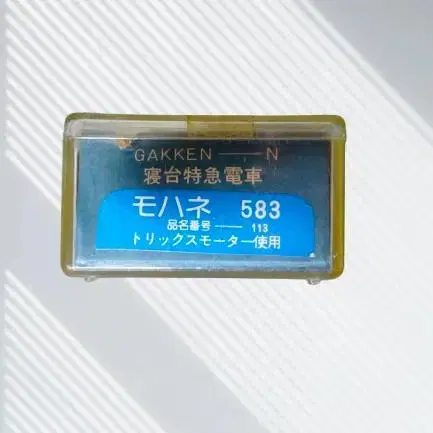 GAKKEN ── N
寝台特急電車
モハネ 583
品名番号 ── 113
トリックスモーター使用